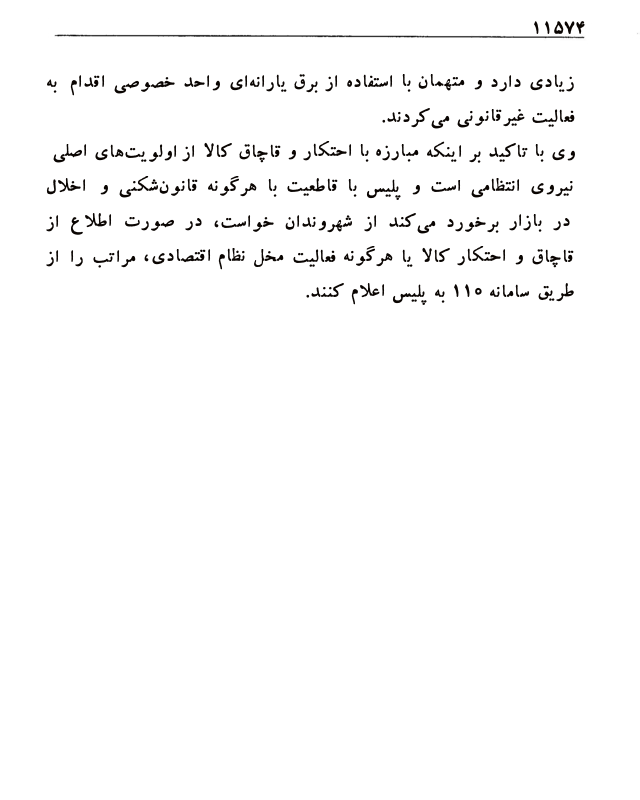 ۱۱۵۷۴
زیادی دارد و متهمان با استفاده از برق یارانه‌ای واحد خصوصی اقدام به
فعالیت غیرقانونی می‌کردند.
وی با تاکید بر اینکه مبارزه با احتکار و قاچاق کالا از اولویت‌های اصلی
نیروی انتظامی است و پلیس با قاطعیت با هرگونه قانون‌شکنی و اخلال
در بازار برخورد می‌کند از شهروندان خواست، در صورت اطلاع از
قاچاق و احتکار کالا یا هرگونه فعالیت مخل نظام اقتصادی، مراتب را از
طریق سامانه ۱۱۰ به پلیس اعلام کنند.